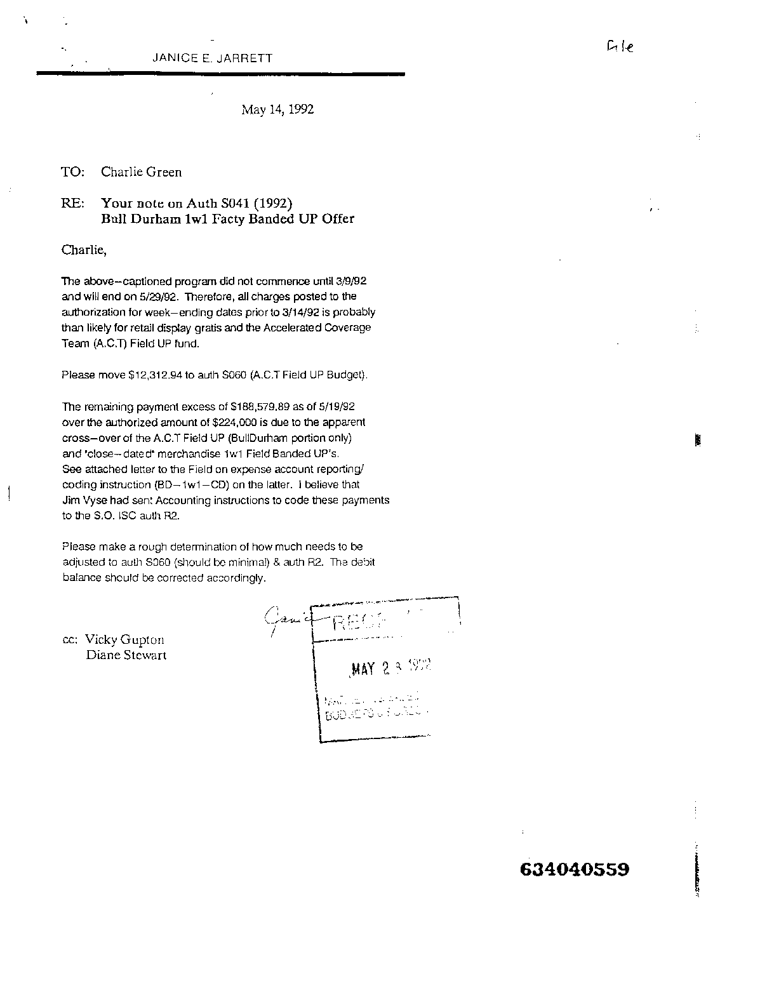 JANICE E. JARRETT
File
May 14, 1992
TO: Charlie Green
RE: Your note on Auth S041 (1992)
Bull Durham 1w1 Facty Banded UP Offer
Charlie,
The above-captioned program did not commence until 3/9/92
and will end on 5/29/92. Therefore, all charges posted to the
authorization for week-ending dates prior to 3/14/92 is probably
than likely for retail display gratis and the Accelerated Coverage
Team (A.C.T) Field UP fund.
Please move $12,312.94 to auth S060 (A.C.T Field UP Budget).
The remaining payment excess of $188,579.89 as of 5/19/92
over the authorized amount of $224,000 is due to the apparent
cross-over of the A.C.T Field UP (BullDurham portion only)
and "close-dated" merchandise 1w1 Field Banded UP's.
See attached letter to the Field on expense account reporting/
coding instruction (BD-1w1-CD) on the latter. I believe that
Jim Vyse had sent Accounting instructions to code these payments
to the S.O. ISC auth R2.
Please make a rough determination of how much needs to be
adjusted to auth S060 (should be minimal) & auth R2. The debit
balance should be corrected accordingly.
Janice
cc: Vicky Gupton
Diane Stewart
MAY 2 1992
634040559